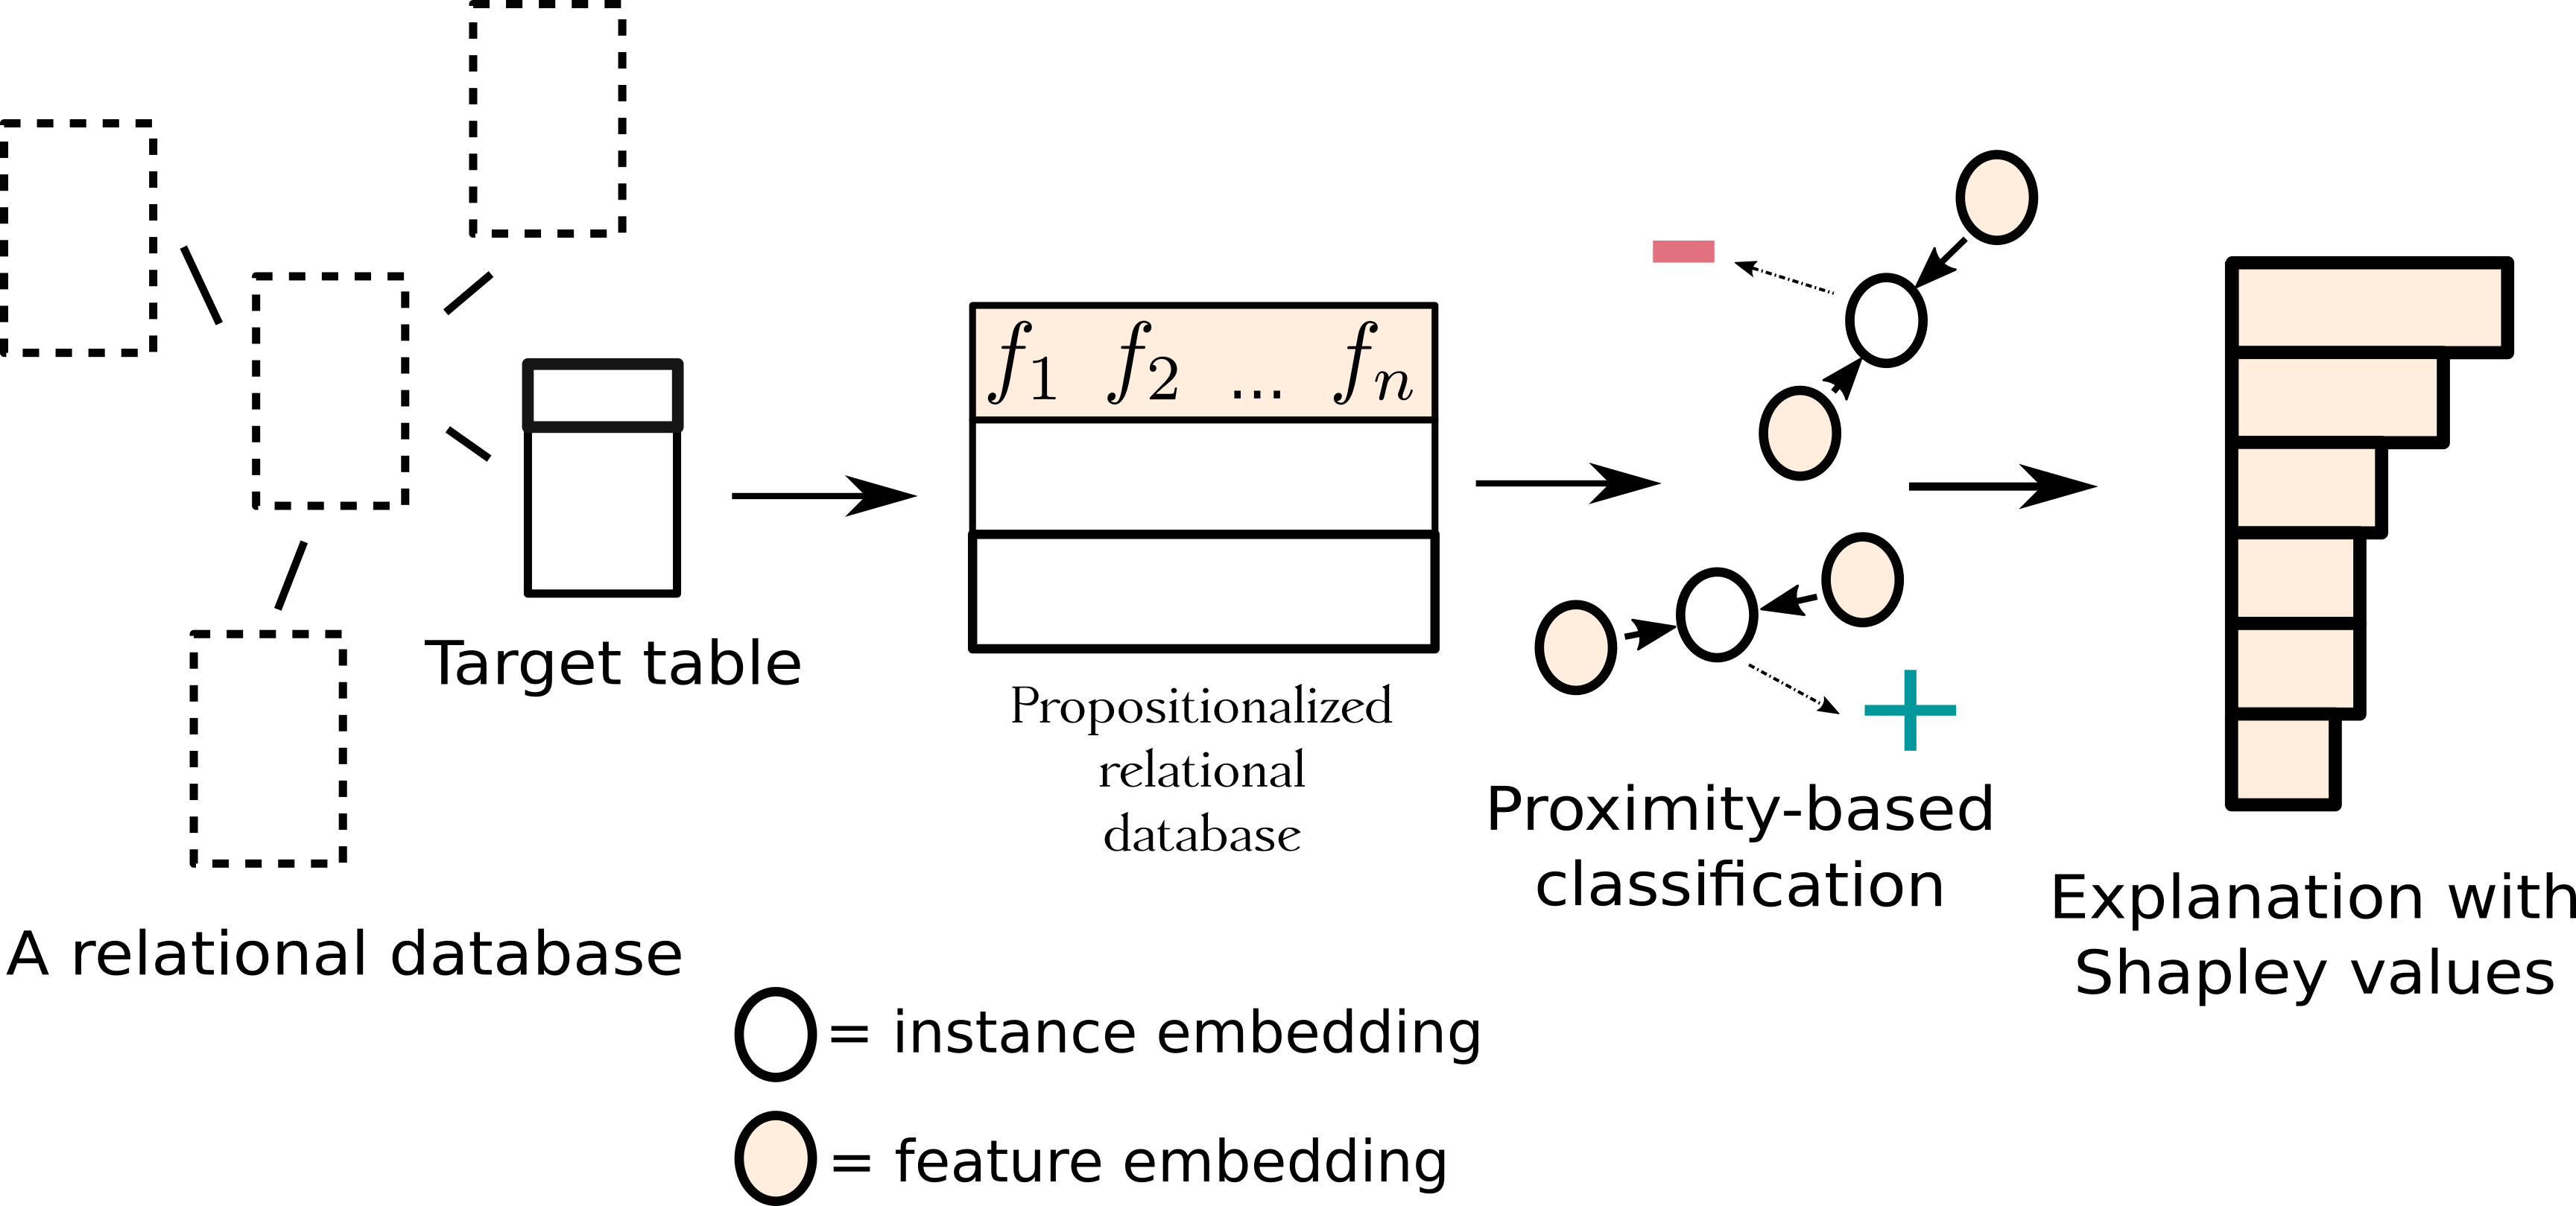 f1 f2 ... fn
Target table
Propositionalized
relational
database
Proximity-based
classification
Explanation with
Shapley values
A relational database
= instance embedding
= feature embedding